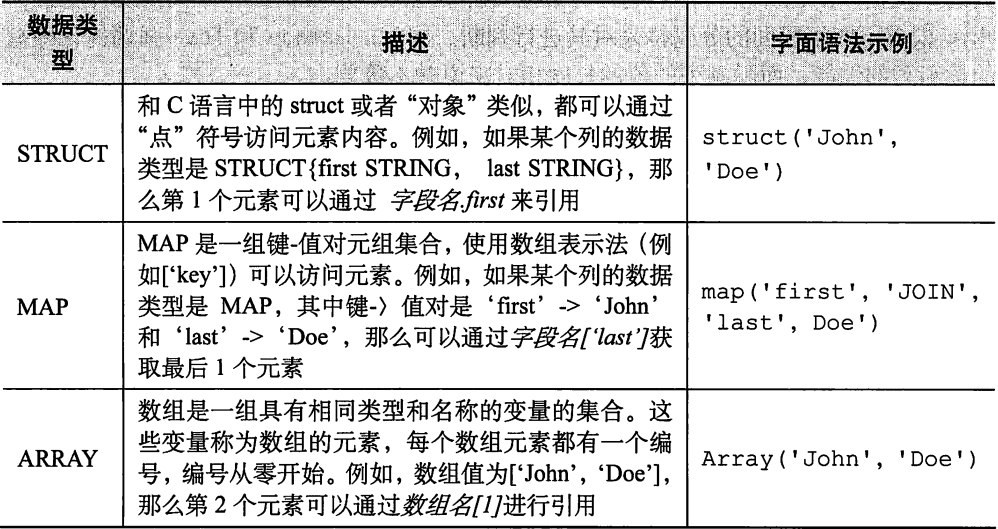 数据类型
描述
字面语法示例
STRUCT
和 C 语言中的 struct 或者“对象”类似，都可以通过
“点”符号访问元素内容。例如，如果某个列的数据
类型是 STRUCT{first STRING， last STRING}，那
么第 1 个元素可以通过 字段名.first 来引用
struct('John',
'Doe')
MAP
MAP 是一组键-值对元组集合，使用数组表示法（例
如[‘key’]）可以访问元素。例如，如果某个列的数据
类型是 MAP，其中键-〉值对是‘first’->‘John’
和‘last’->‘Doe’，那么可以通过字段名[‘last’]获
取最后 1 个元素
map('first', 'JOIN',
'last', Doe')
ARRAY
数组是一组具有相同类型和名称的变量的集合。这
些变量称为数组的元素，每个数组元素都有一个编
号，编号从零开始。例如，数组值为[‘John’，‘Doe’]，
那么第 2 个元素可以通过数组名[1]进行引用
Array('John', 'Doe')